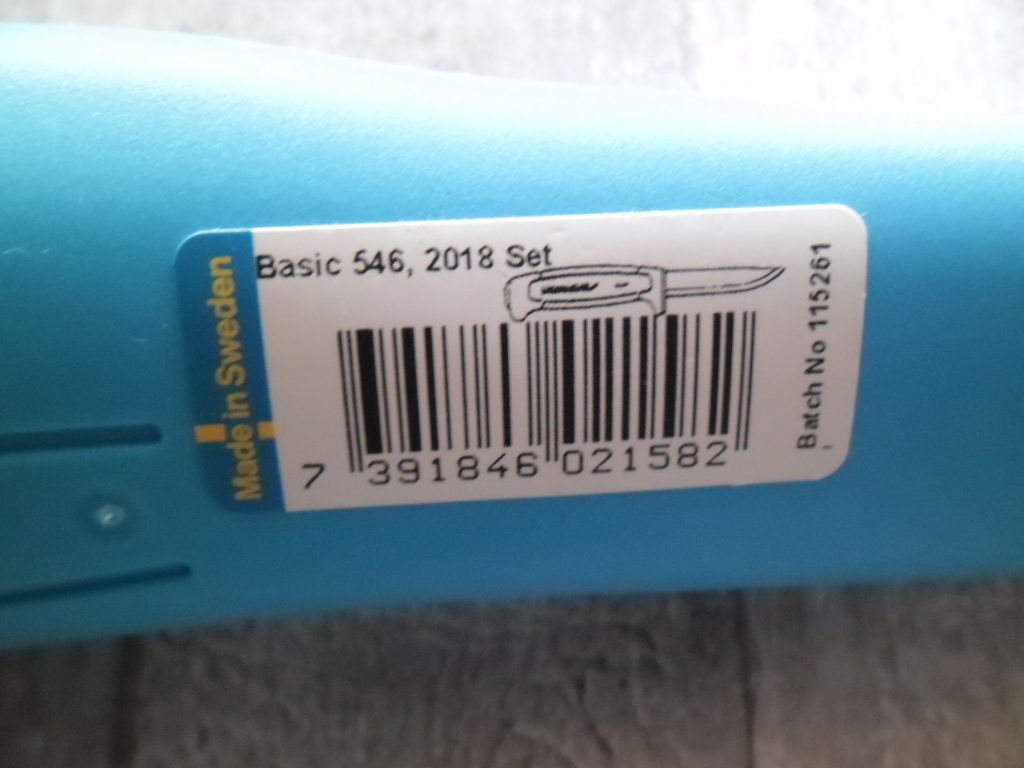 Basic 546, 2018 Set
Made in Sweden
7 391846 021582
Batch No 115261